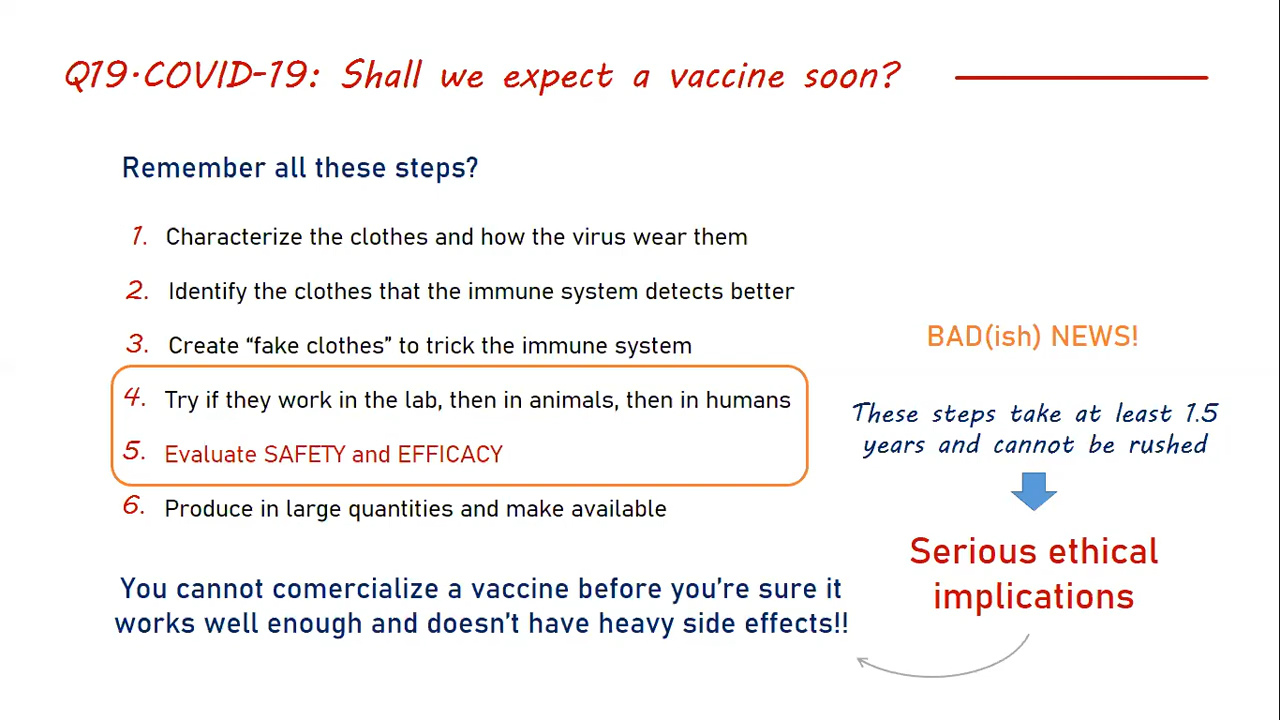 Q19·COVID-19: Shall we expect a vaccine soon?
Remember all these steps?
1. Characterize the clothes and how the virus wear them
2. Identify the clothes that the immune system detects better
3. Create “fake clothes” to trick the immune system
4. Try if they work in the lab, then in animals, then in humans
5. Evaluate SAFETY and EFFICACY
6. Produce in large quantities and make available
BAD(ish) NEWS!
These steps take at least 1.5
years and cannot be rushed
Serious ethical
implications
You cannot comercialize a vaccine before you’re sure it
works well enough and doesn’t have heavy side effects!!